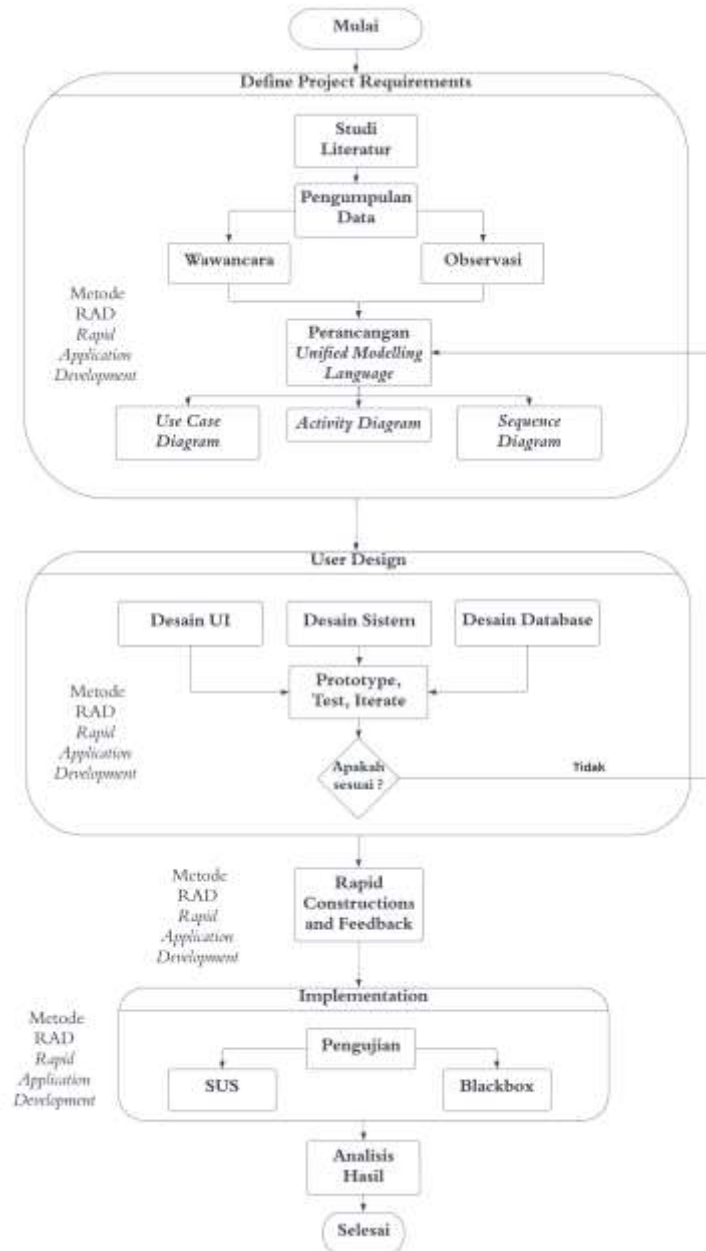 Mulai
Define Project Requirements
Studi
Literatur
Pengumpulan
Data
Wawancara
Observasi
Metode
RAD
Rapid
Application
Development
Perancangan
Unified Modelling
Language
Use Case
Diagram
Activity Diagram
Sequence
Diagram
User Design
Desain UI
Desain Sistem
Desain Database
Metode
RAD
Rapid
Application
Development
Prototype,
Test, Iterate
Apakah
sesuai ?
Tidak
Metode
RAD
Rapid
Application
Development
Rapid
Constructions
and Feedback
Implementation
Metode
RAD
Rapid
Application
Development
Pengujian
SUS
Blackbox
Analisis
Hasil
Selesai